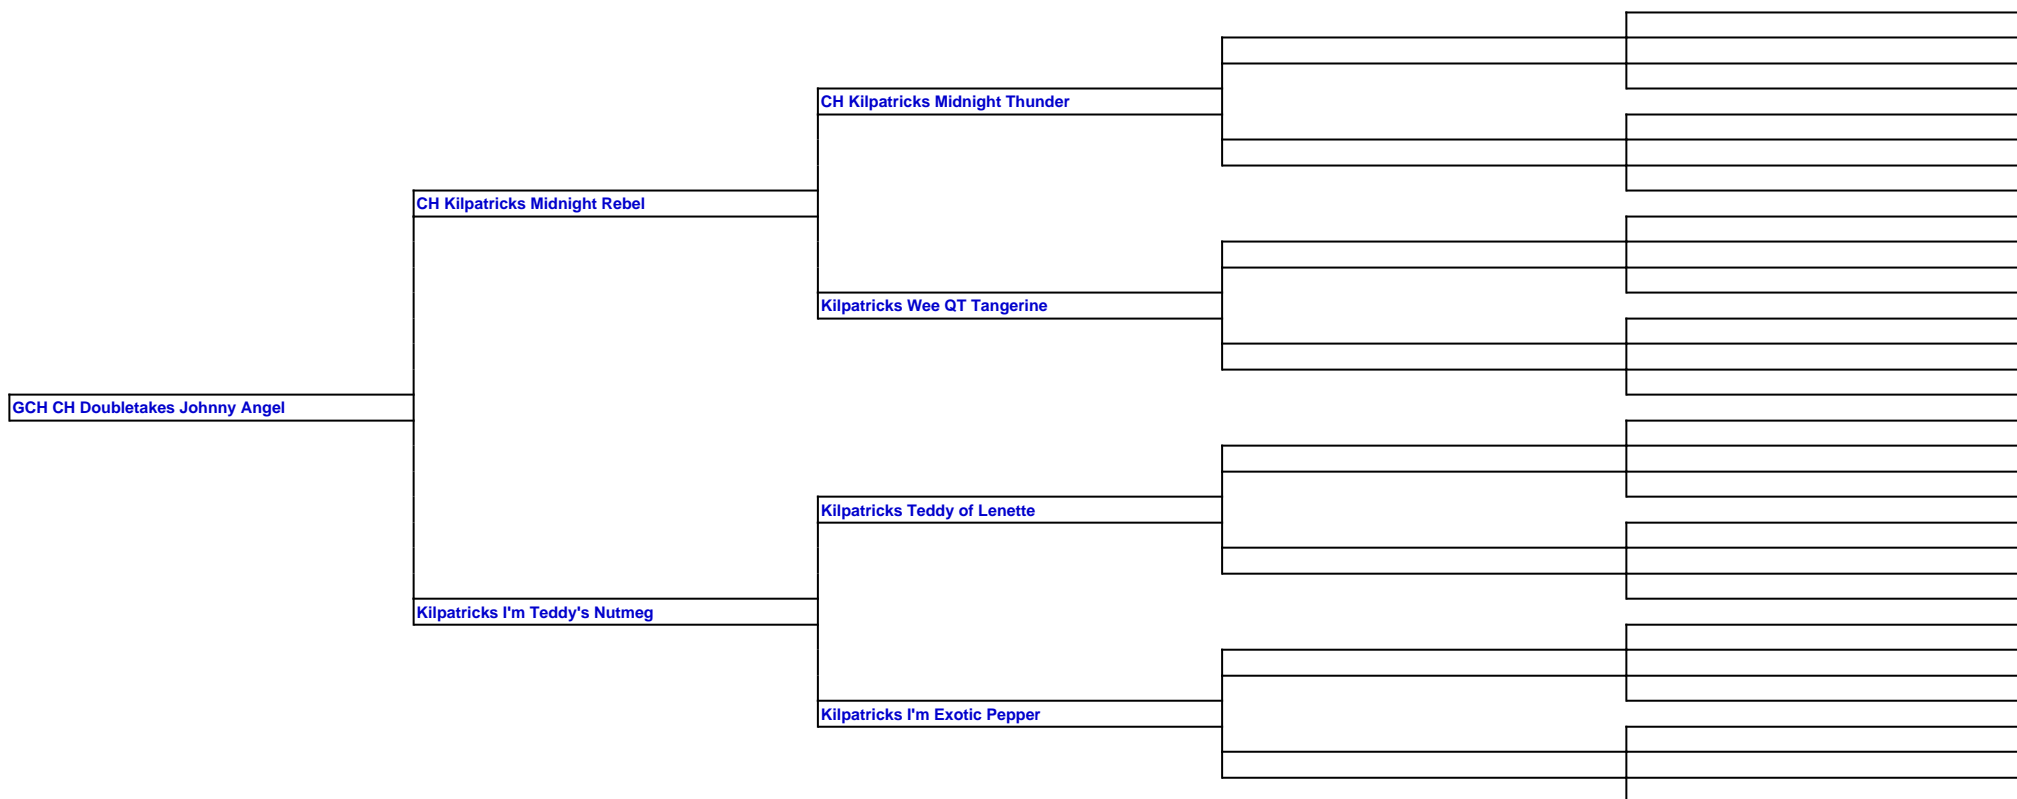 CH Kilpatricks Midnight Thunder
CH Kilpatricks Midnight Rebel
Kilpatricks Wee QT Tangerine
GCH CH Doubletakes Johnny Angel
Kilpatricks Teddy of Lenette
Kilpatricks I'm Teddy's Nutmeg
Kilpatricks I'm Exotic Pepper